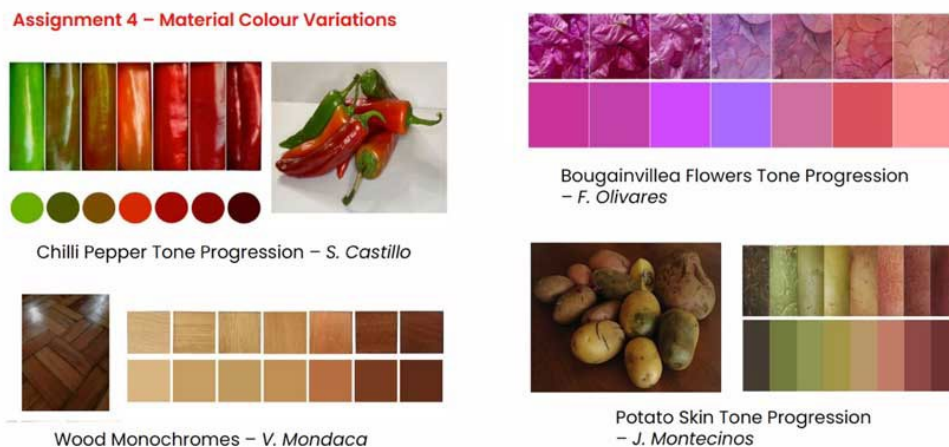 Assignment 4 – Material Colour Variations
Chilli Pepper Tone Progression – S. Castillo
Bougainvillea Flowers Tone Progression
– F. Olivares
Wood Monochromes – V. Mondaca
Potato Skin Tone Progression
– J. Montecinos